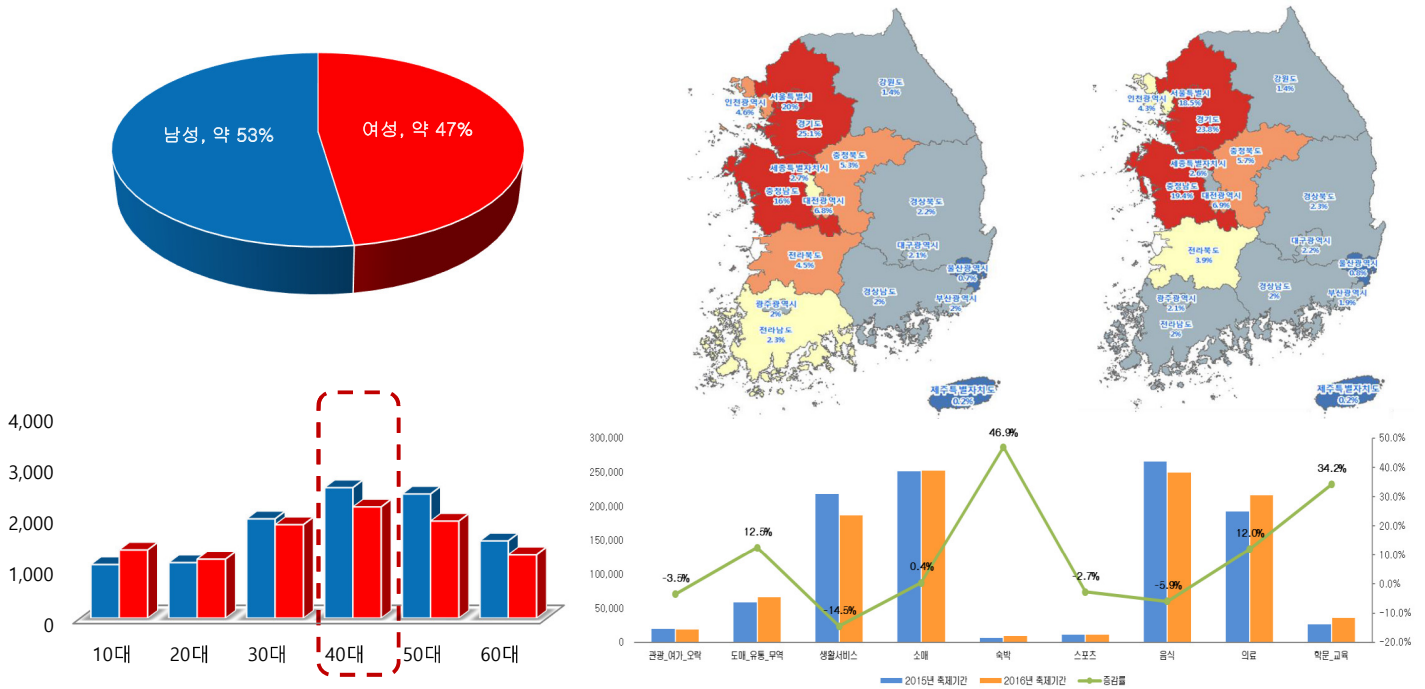 남성, 약 53%
여성, 약 47%
강원도
1.4%
인천광역시
4.6%
서울특별시
20%
경기도
25.1%
충청북도
5.3%
세종특별자치시
2.7%
충청남도
16%
대전광역시
6.8%
경상북도
2.2%
대구광역시
2.1%
전라북도
4.5%
울산광역시
0.7%
경상남도
2%
부산광역시
2%
광주광역시
2%
전라남도
2.3%
제주특별자치도
0.2%
강원도
1.4%
인천광역시
4.3%
서울특별시
18.5%
경기도
23.8%
충청북도
5.7%
세종특별자치시
2.6%
충청남도
19.4%
대전광역시
6.9%
경상북도
2.3%
대구광역시
2.2%
전라북도
3.9%
울산광역시
0.8%
경상남도
2%
부산광역시
1.9%
광주광역시
2.1%
전라남도
2%
제주특별자치도
0.2%
4,000
3,000
2,000
1,000
0
10대 20대 30대 40대 50대 60대
300,000
250,000
200,000
150,000
100,000
50,000
0
-3.5%
12.5%
-14.5%
0.4%
46.9%
-2.7%
-5.9%
12.0%
34.2%
50.0%
40.0%
30.0%
20.0%
10.0%
0.0%
-10.0%
-20.0%
관광_여가_오락 도매_유통_무역 생활서비스 소매 숙박 스포츠 음식 의료 학문_교육
2015년 축제기간 2016년 축제기간 증감률